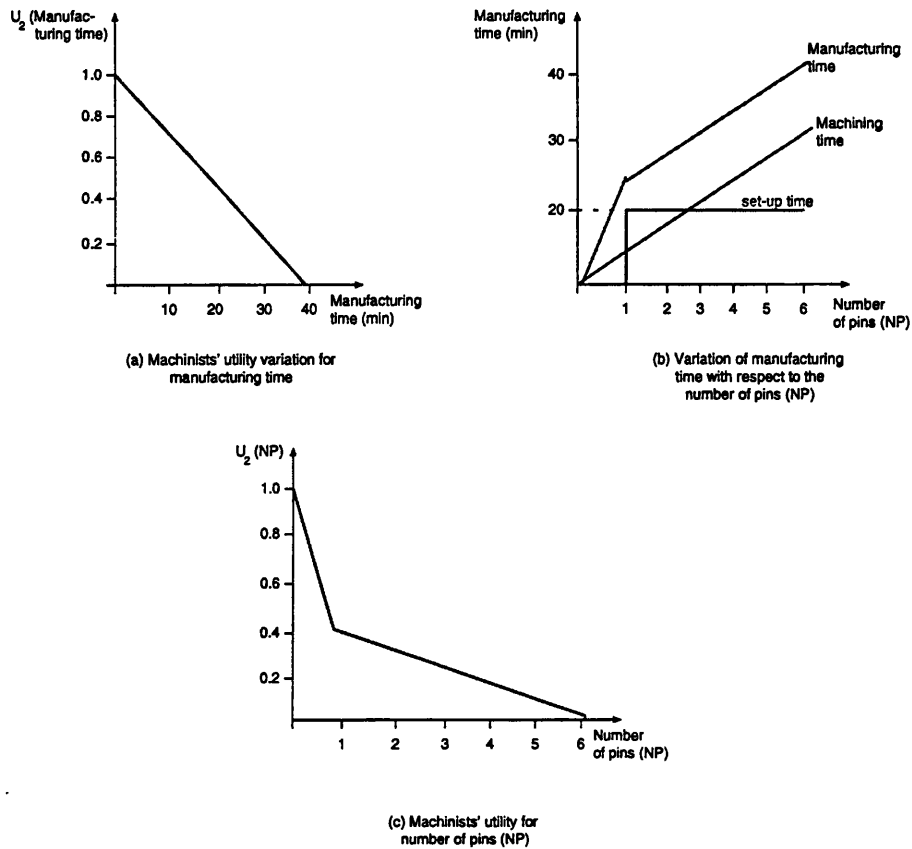 U2 (Manufac-
turing time)
1.0
0.8
0.6
0.4
0.2
10 20 30 40
Manufacturing
time (min)
(a) Machinists' utility variation for
manufacturing time
Manufacturing
time (min)
40
30
20
Manufacturing
time
Machining
time
set-up time
1 2 3 4 5 6
Number
of pins (NP)
(b) Variation of manufacturing
time with respect to the
number of pins (NP)
U2 (NP)
1.0
0.8
0.6
0.4
0.2
1 2 3 4 5 6
Number
of pins (NP)
(c) Machinists' utility for
number of pins (NP)